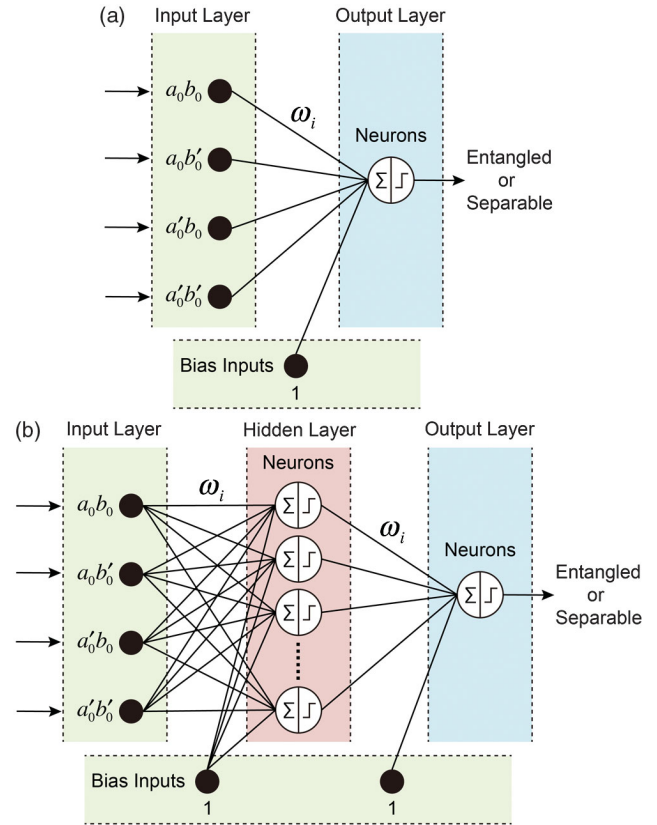 (a)
Input Layer
Output Layer
a₀b₀
ωᵢ
Neurons
a₀b₀′
Σ
Entangled
or
Separable
a₀′b₀
a₀′b₀′
Bias Inputs
1
(b)
Input Layer
Hidden Layer
Output Layer
Neurons
a₀b₀
ωᵢ
Σ
ωᵢ
Neurons
a₀b₀′
Σ
Σ
Entangled
or
Separable
Σ
a₀′b₀
a₀′b₀′
Σ
Bias Inputs
1
1